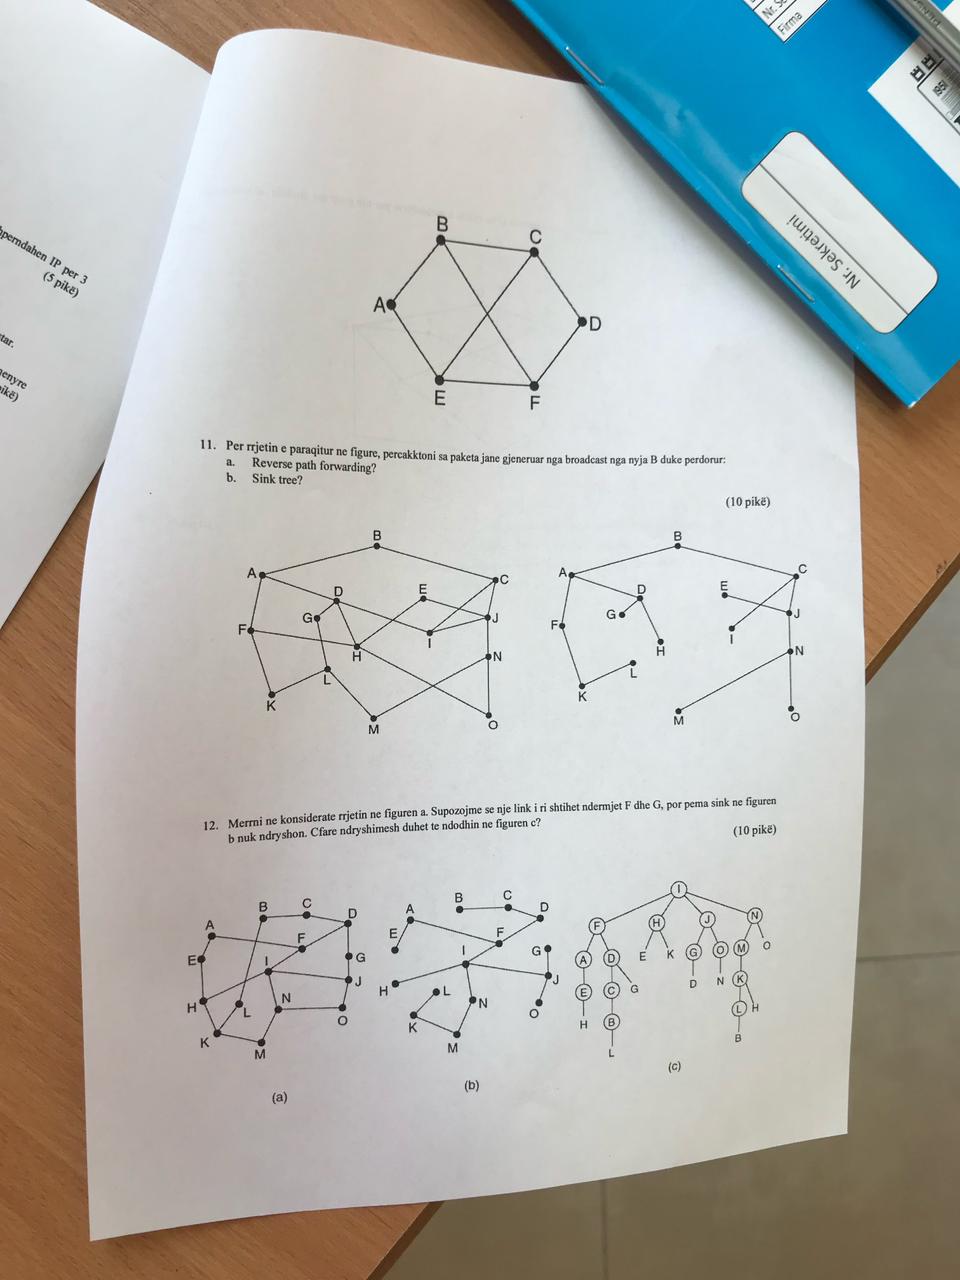 Nr. Se
Firma
1951
Nr. Sekretimi
perndahen IP per 3
(5 pikë)
tar.
enyre
ikë)
B
C
A
D
E
F
11. Per rrjetin e paraqitur ne figure, percakktoni sa paketa jane gjeneruar nga broadcast nga nyja B duke perdorur:
a. Reverse path forwarding?
b. Sink tree?
(10 pikë)
B
A
C
D
E
G
J
F
I
H
N
L
K
M
O
B
A
C
D
E
G
J
F
I
H
N
L
K
M
O
12. Merrni ne konsiderate rrjetin ne figuren a. Supozojme se nje link i ri shtihet ndermjet F dhe G, por pema sink ne figuren
b nuk ndryshon. Cfare ndryshimesh duhet te ndodhin ne figuren c?
(10 pikë)
B
C
D
A
F
E
I
G
J
H
N
L
O
K
M
(a)
B
C
D
A
F
E
I
G
J
H
L
N
O
K
M
(b)
I
F H J N
A D E K G O M O
E C G D N K
H B L H
L B
(c)